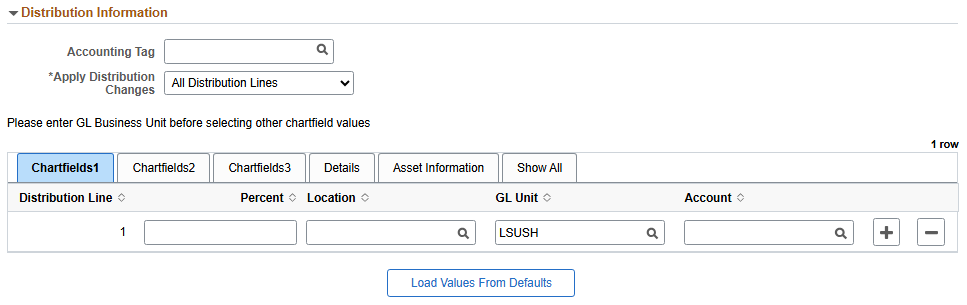 Distribution Information
Accounting Tag
*Apply Distribution
Changes
All Distribution Lines
Please enter GL Business Unit before selecting other chartfield values
1 row
Chartfields1 Chartfields2 Chartfields3 Details Asset Information Show All
Distribution Line Percent Location GL Unit Account
1 LSUSH
Load Values From Defaults